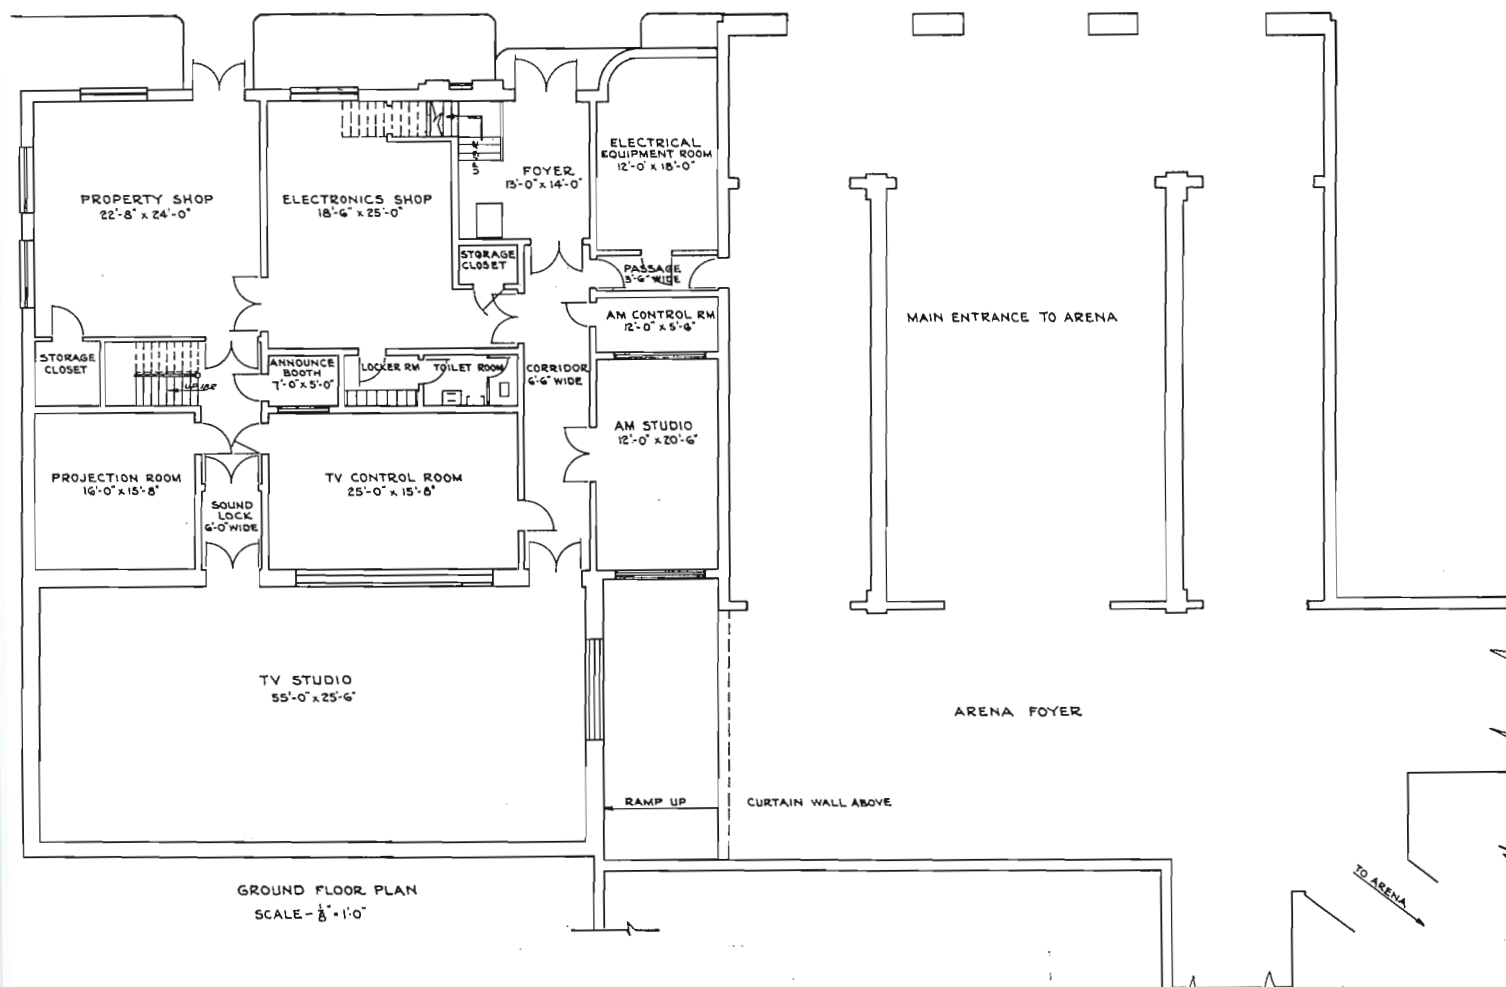 ELECTRICAL
EQUIPMENT ROOM
12'-0" x 18'-0"
FOYER
13'-0" x 14'-0"
PROPERTY SHOP
22'-8" x 24'-0"
ELECTRONICS SHOP
18'-6" x 25'-0"
STORAGE
CLOSET
PASSAGE
3'-6" WIDE
AM CONTROL RM
12'-0" x 5'-6"
MAIN ENTRANCE TO ARENA
STORAGE
CLOSET
ANNOUNCE
BOOTH
7'-0" x 5'-0"
LOCKER RM
TOILET ROOM
CORRIDOR
6'-6" WIDE
AM STUDIO
12'-0" x 20'-6"
PROJECTION ROOM
16'-0" x 15'-8"
TV CONTROL ROOM
25'-0" x 15'-8"
SOUND
LOCK
6'-0" WIDE
TV STUDIO
55'-0" x 25'-6"
ARENA FOYER
RAMP UP
CURTAIN WALL ABOVE
TO ARENA
GROUND FLOOR PLAN
SCALE - 1/8" = 1'-0"